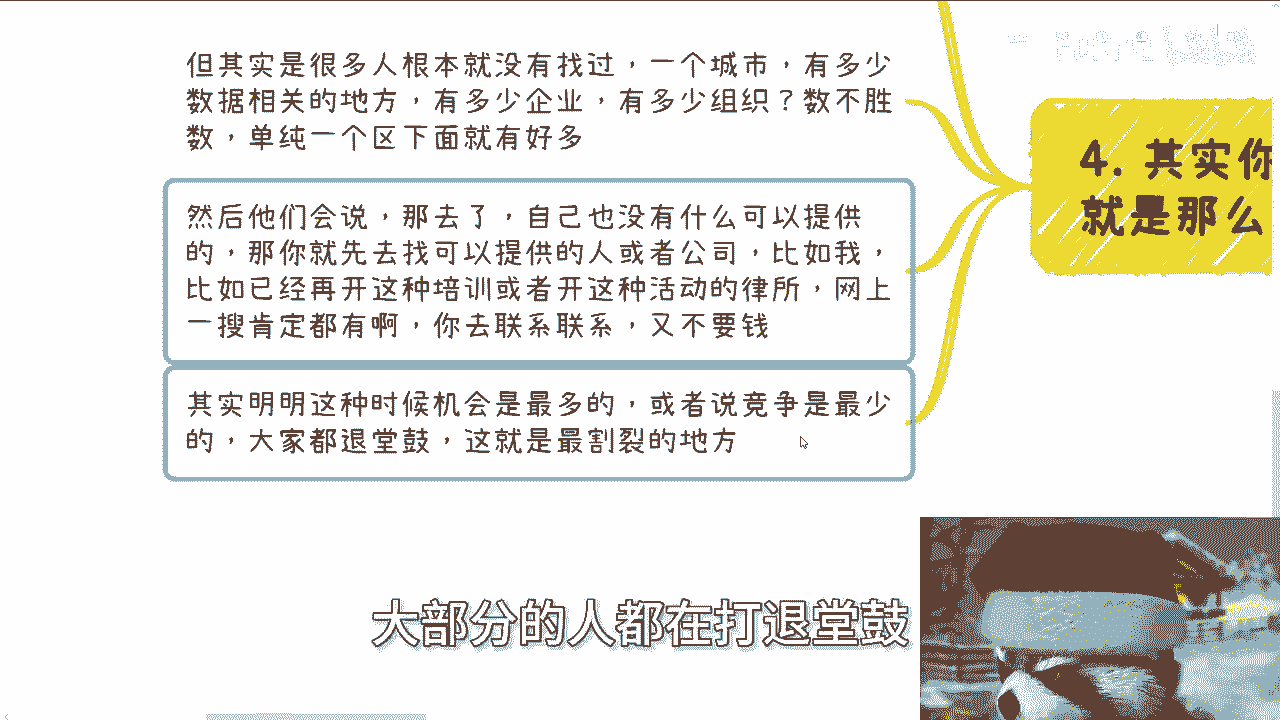 但其实是很多人根本就没有找过，一个城市，有多少
数据相关的地方，有多少企业，有多少组织？数不胜
数，单纯一个区下面就有好多
4. 其实你
就是那么
然后他们会说，那去了，自己也没有什么可以提供
的，那你就先去找可以提供的人或者公司，比如我，
比如已经再开这种培训或者开这种活动的律所，网上
一搜肯定都有啊，你去联系联系，又不要钱
其实明明这种时候机会是最多的，或者说竞争是最少
的，大家都退堂鼓，这就是最割裂的地方
大部分的人都在打退堂鼓